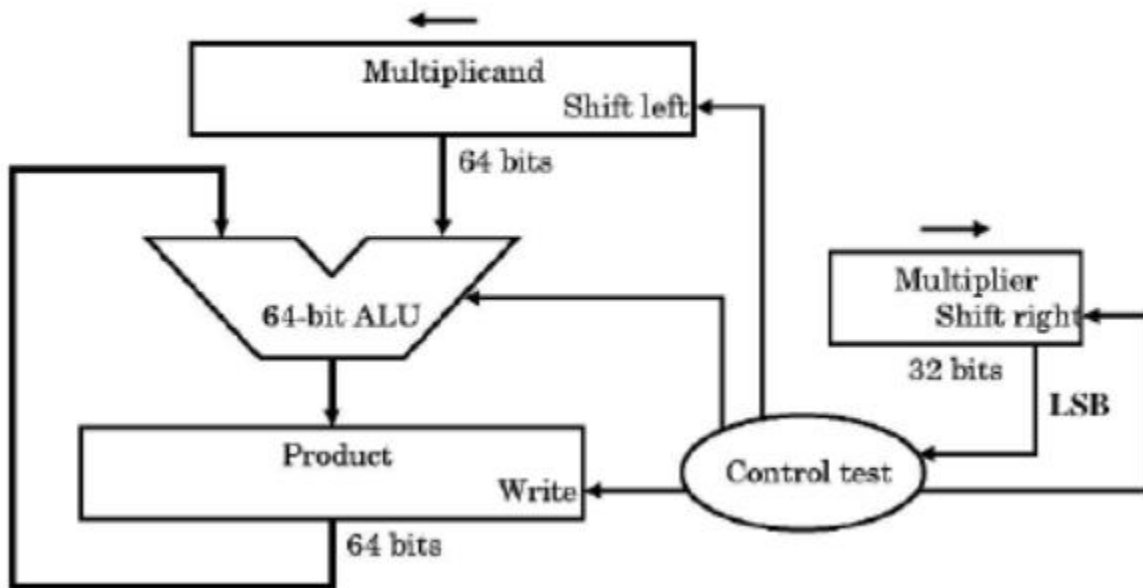 Multiplicand
Shift left
64 bits
64-bit ALU
Multiplier
Shift right
32 bits
LSB
Control test
Product
Write
64 bits